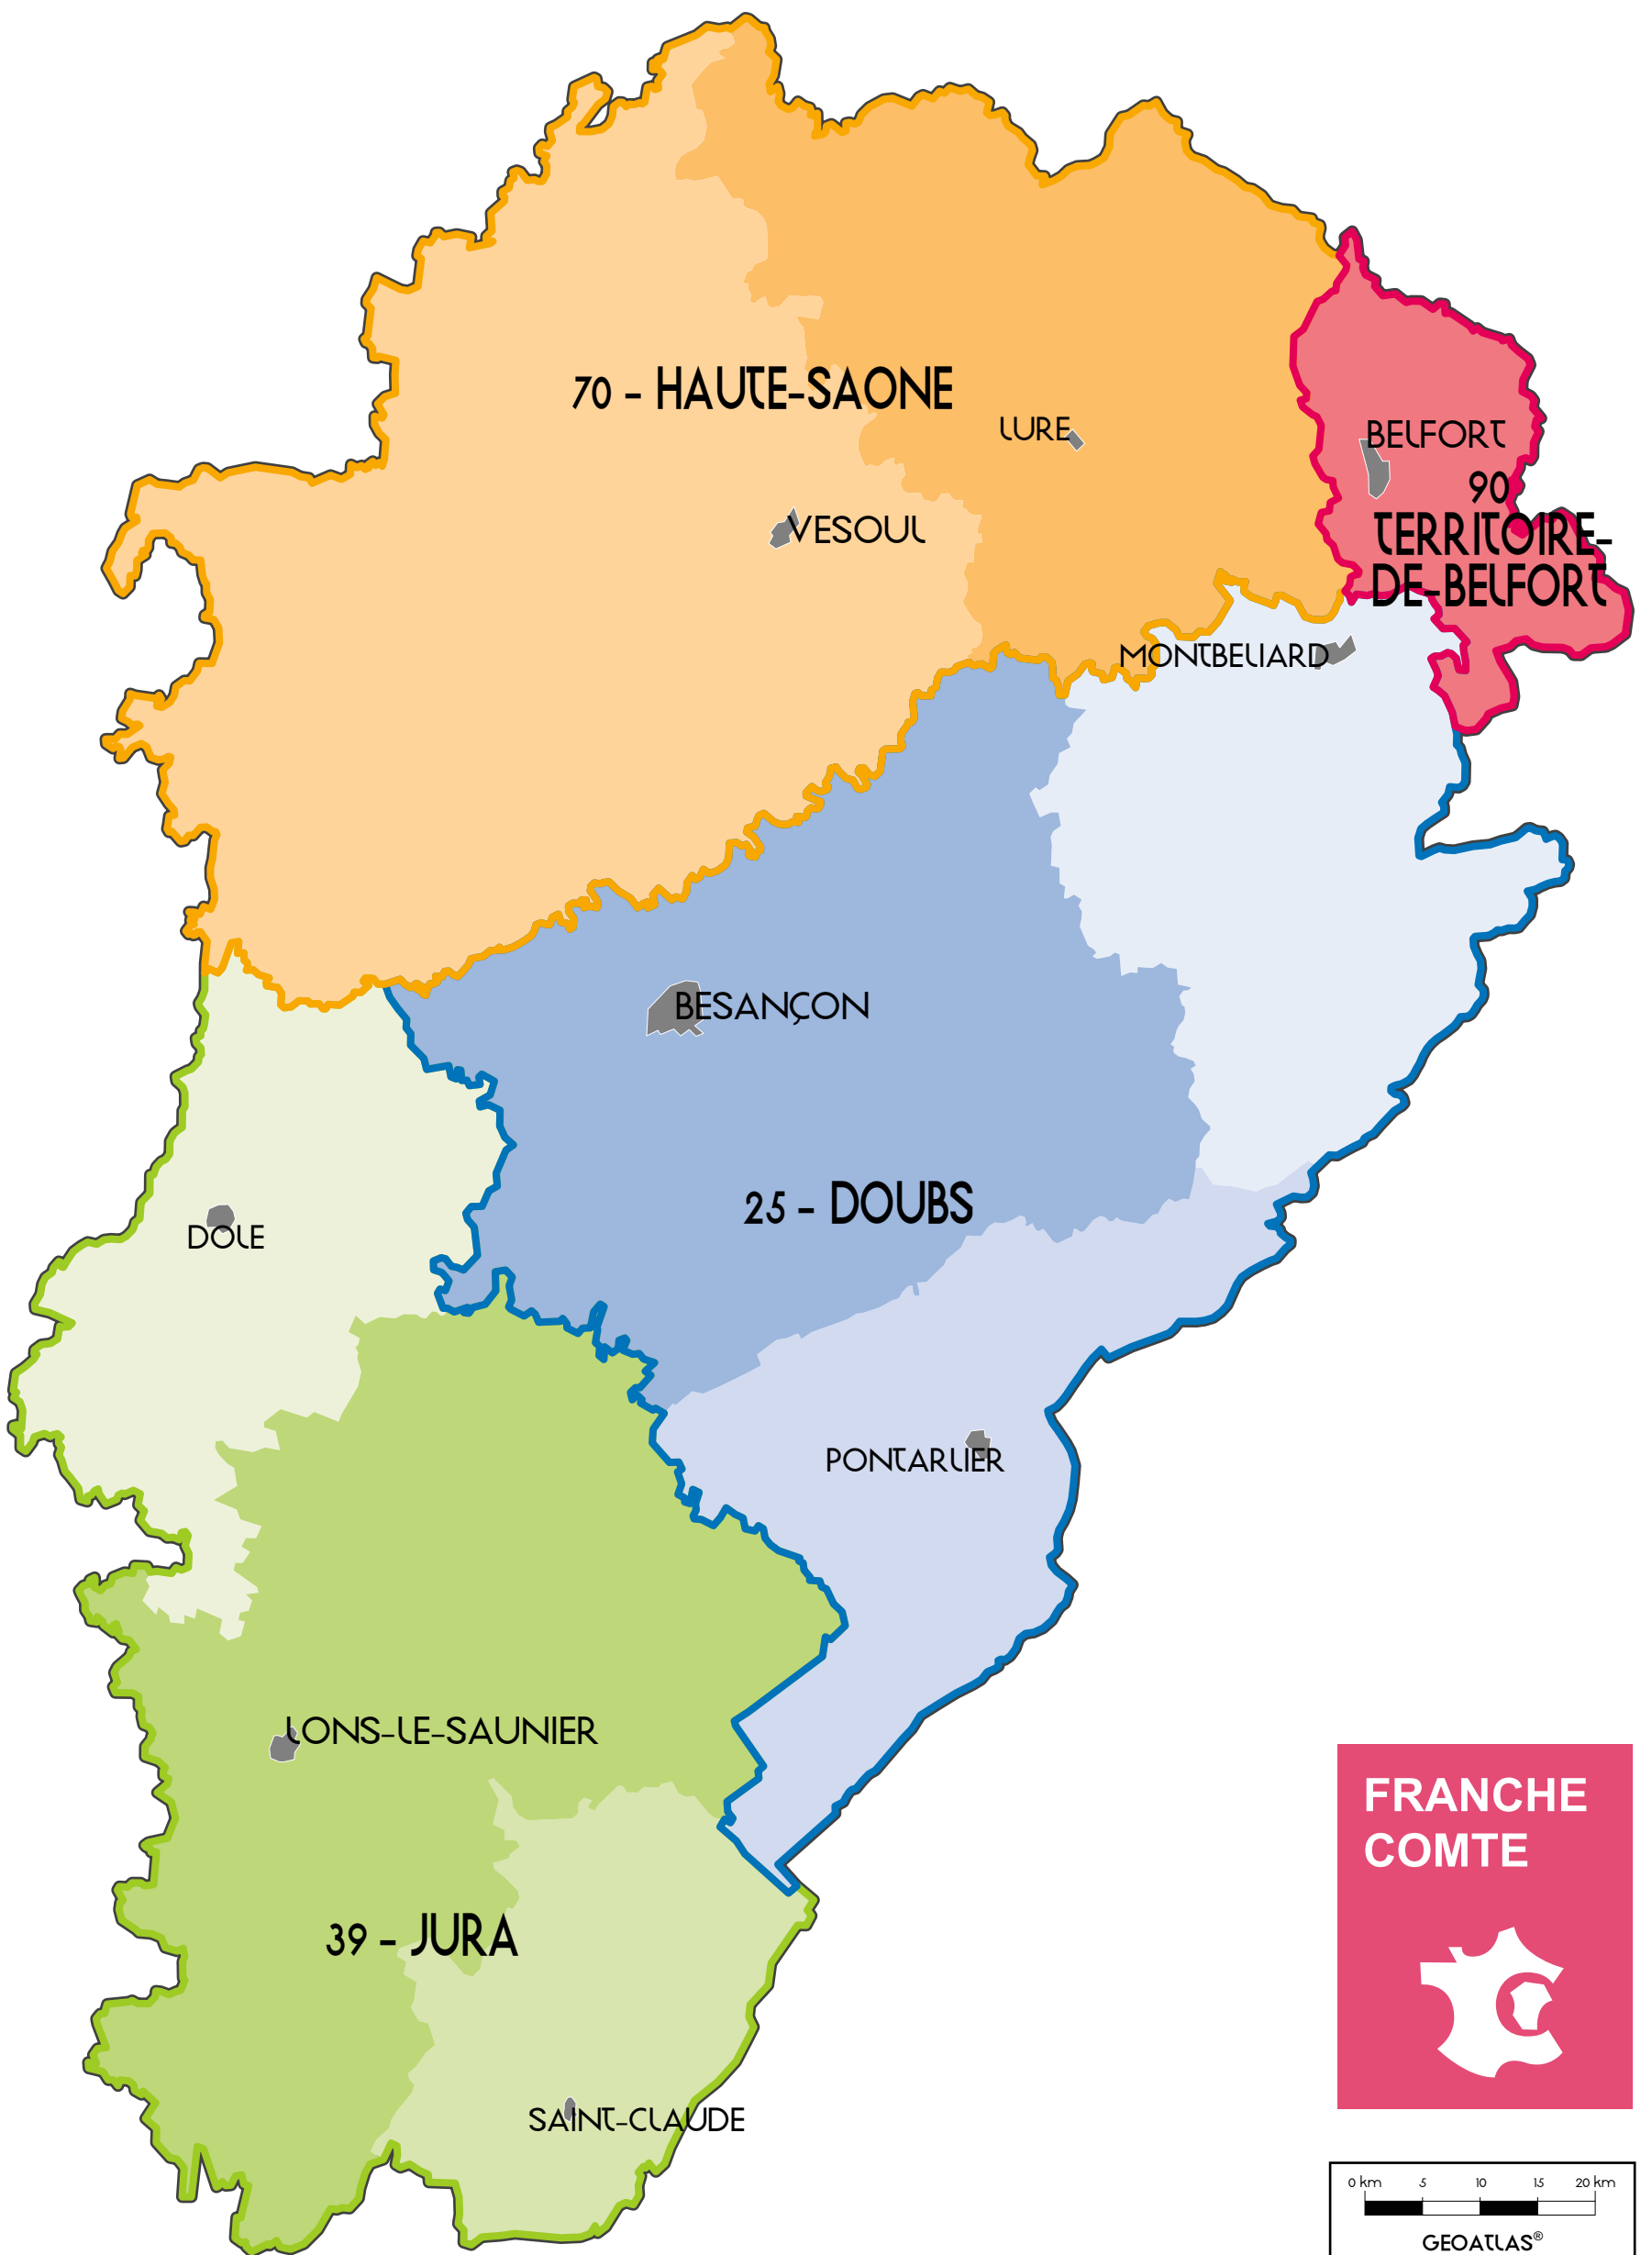 70 - HAUTE-SAONE
LURE
BELFORT
90
TERRITOIRE-
DE-BELFORT
VESOUL
MONTBELIARD
BESANÇON
25 - DOUBS
DOLE
PONTARLIER
LONS-LE-SAUNIER
39 - JURA
SAINT-CLAUDE
FRANCHE
COMTE
0 km 5 10 15 20 km
GEOATLAS®